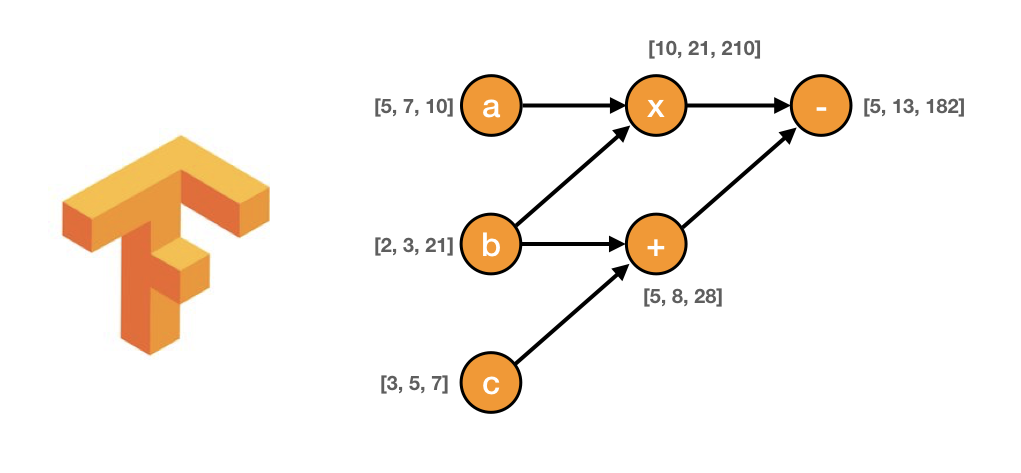 [10, 21, 210]
[5, 7, 10] a x - [5, 13, 182]
[2, 3, 21] b +
[5, 8, 28]
[3, 5, 7] c